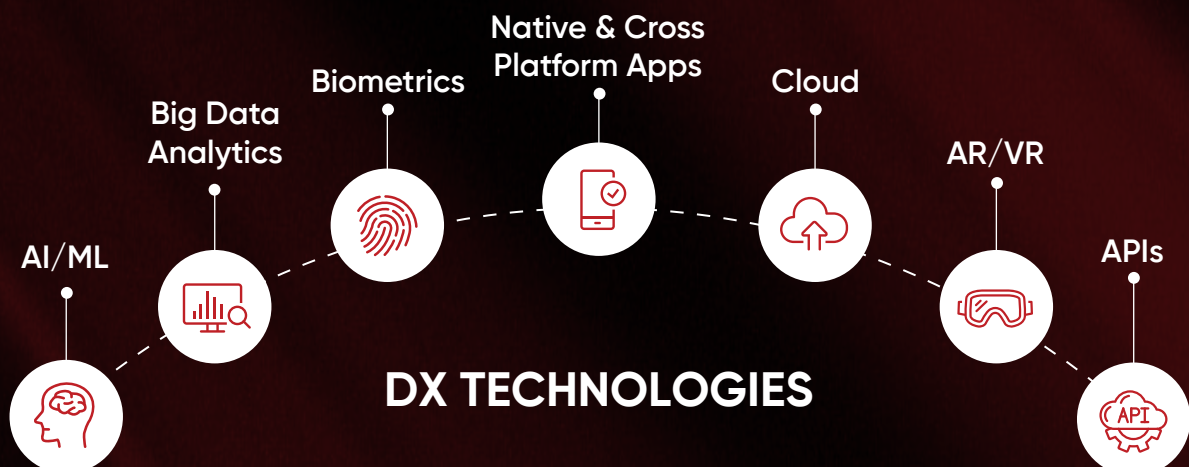 Native & Cross
Platform Apps
Biometrics
Cloud
Big Data
Analytics
AR/VR
AI/ML
APIs
DX TECHNOLOGIES
API